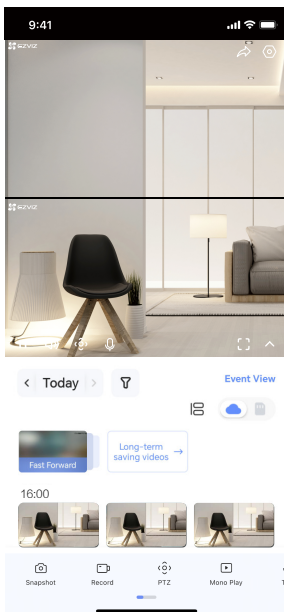 9:41
EZVIZ
EZVIZ
Today
Event View
Fast Forward
Long-term
saving videos
16:00
Snapshot
Record
PTZ
Mono Play